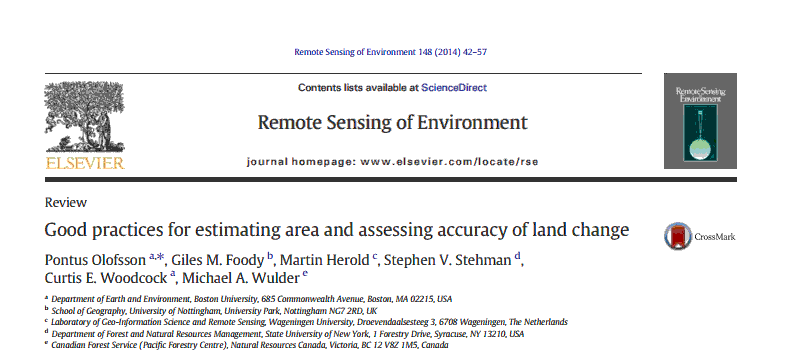 Remote Sensing of Environment 148 (2014) 42–57
Contents lists available at ScienceDirect
Remote Sensing of Environment
journal homepage: www.elsevier.com/locate/rse
ELSEVIER
Remote Sensing
Environment
Review
Good practices for estimating area and assessing accuracy of land change
CrossMark
Pontus Olofsson a,*, Giles M. Foody b, Martin Herold c, Stephen V. Stehman d,
Curtis E. Woodcock a, Michael A. Wulder e
a Department of Earth and Environment, Boston University, 685 Commonwealth Avenue, Boston, MA 02215, USA
b School of Geography, University of Nottingham, University Park, Nottingham NG7 2RD, UK
c Laboratory of Geo-Information Science and Remote Sensing, Wageningen University, Droevendaalsesteeg 3, 6708 Wageningen, The Netherlands
d Department of Forest and Natural Resources Management, State University of New York, 1 Forestry Drive, Syracuse, NY 13210, USA
e Canadian Forest Service (Pacific Forestry Centre), Natural Resources Canada, Victoria, BC 12 V8Z 1M5, Canada